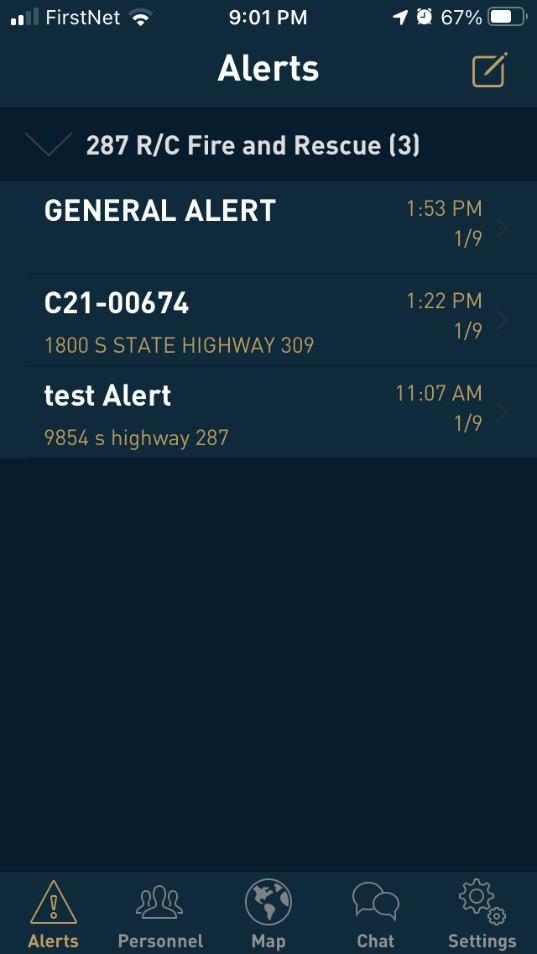 FirstNet 9:01 PM 67%
Alerts
287 R/C Fire and Rescue (3)
GENERAL ALERT 1:53 PM
1/9
C21-00674 1:22 PM
1/9
1800 S STATE HIGHWAY 309
test Alert 11:07 AM
1/9
9854 s highway 287
Alerts Personnel Map Chat Settings